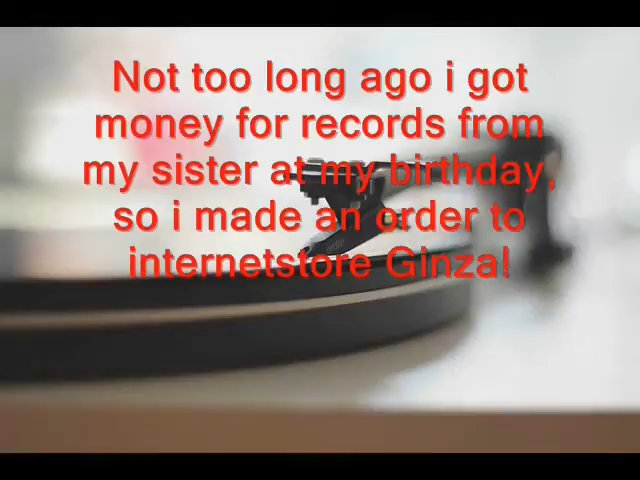 Not too long ago i got
money for records from
my sister at my birthday,
so i made an order to
internetstore Ginza!